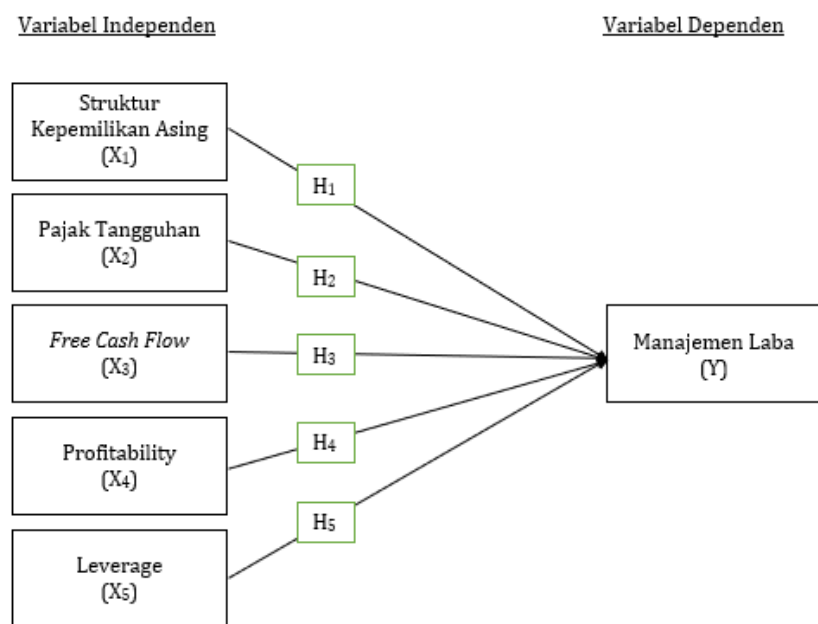 Variabel Independen
Variabel Dependen
Struktur
Kepemilikan Asing
(X1)
H1
Pajak Tangguhan
(X2)
H2
Free Cash Flow
(X3)
H3
Manajemen Laba
(Y)
Profitability
(X4)
H4
Leverage
(X5)
H5